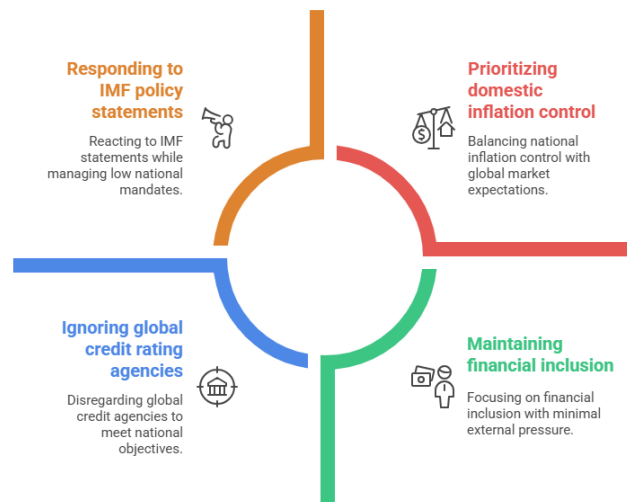 Responding to
IMF policy
statements
Reacting to IMF
statements while
managing low national
mandates.
Prioritizing
domestic
inflation control
Balancing national
inflation control with
global market
expectations.
Ignoring global
credit rating
agencies
Disregarding global
credit agencies to
meet national
objectives.
Maintaining
financial inclusion
Focusing on financial
inclusion with minimal
external pressure.